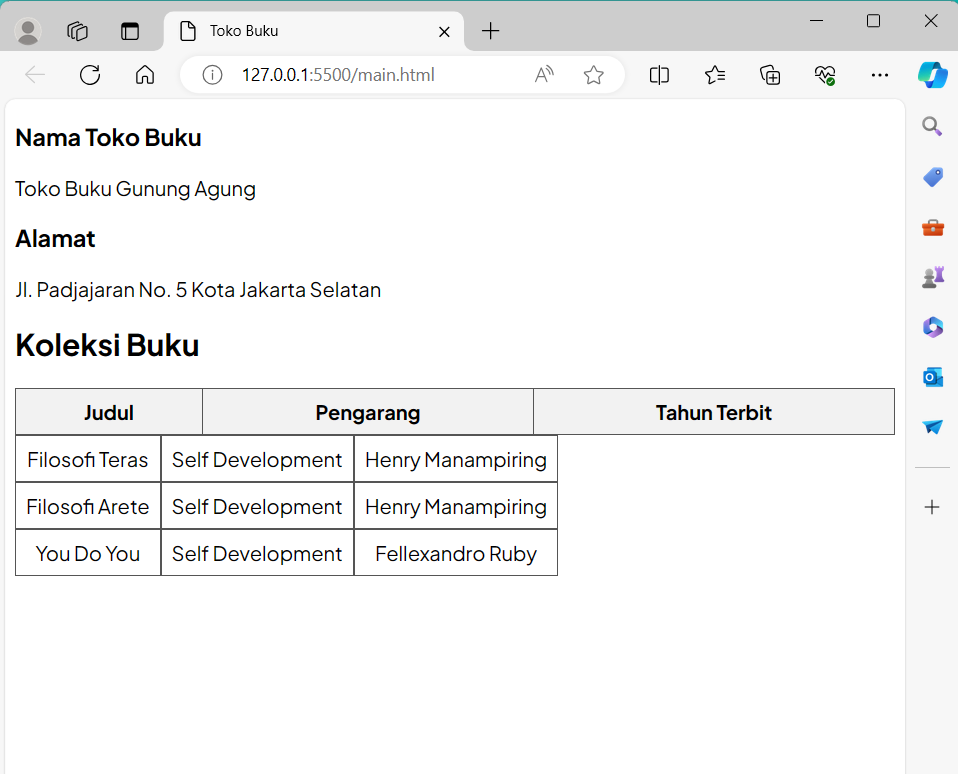 Toko Buku
127.0.0.1:5500/main.html
Nama Toko Buku
Toko Buku Gunung Agung
Alamat
Jl. Padjajaran No. 5 Kota Jakarta Selatan
Koleksi Buku
Judul Pengarang Tahun Terbit
Filosofi Teras Self Development Henry Manampiring
Filosofi Arete Self Development Henry Manampiring
You Do You Self Development Fellexandro Ruby